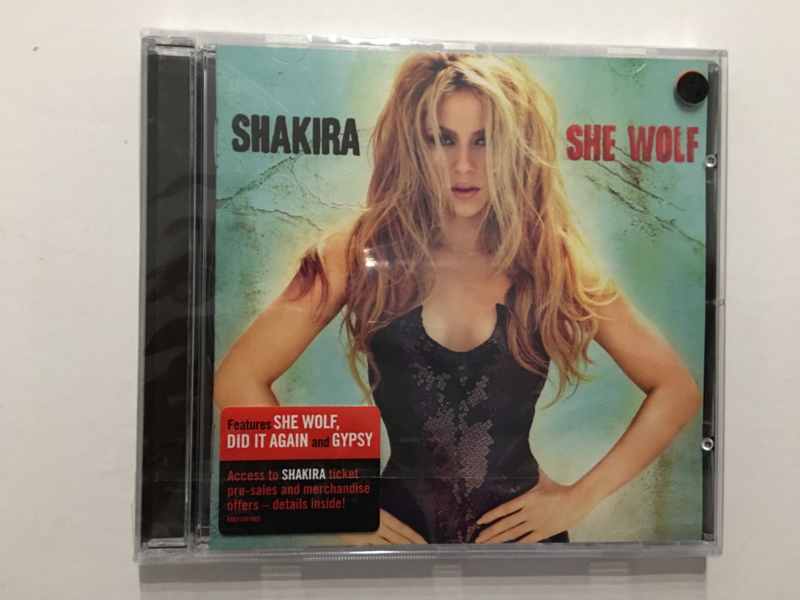 SHAKIRA
SHE WOLF
Features SHE WOLF,
DID IT AGAIN and GYPSY
Access to SHAKIRA ticket
pre-sales and merchandise
offers – details inside!